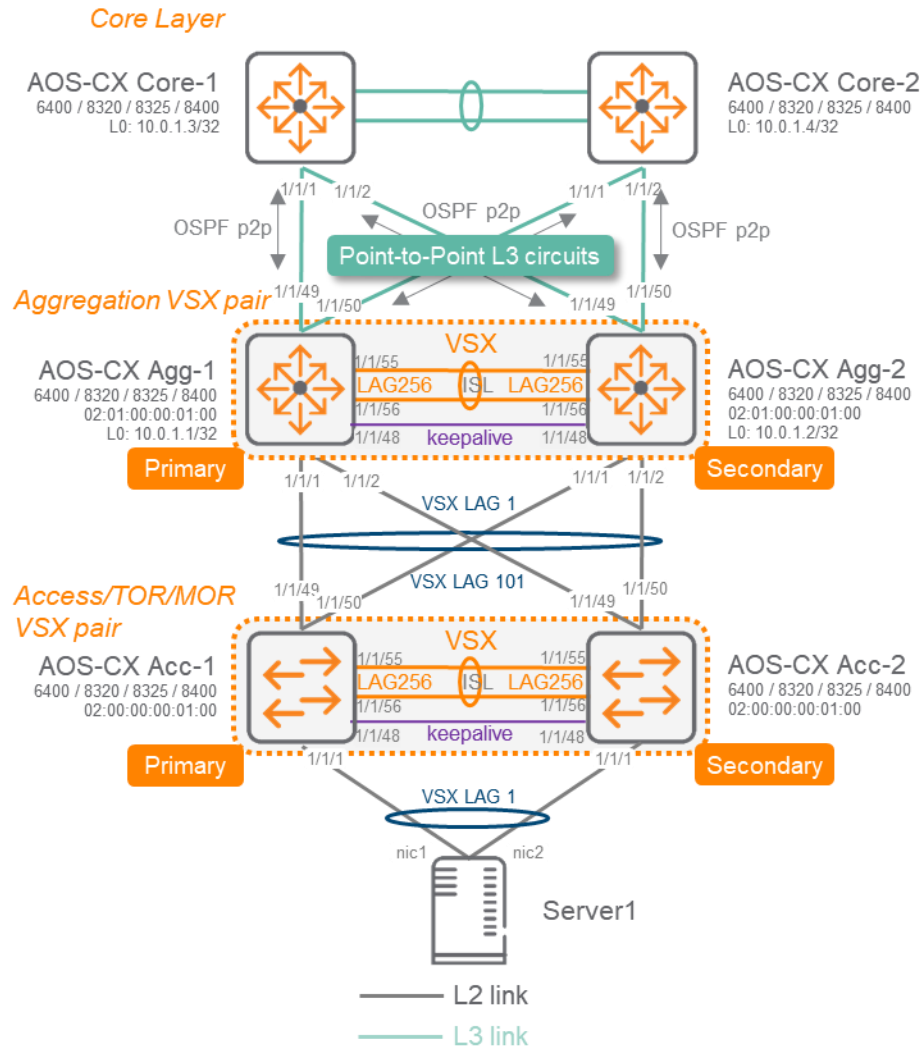 Core Layer
AOS-CX Core-1
6400 / 8320 / 8325 / 8400
L0: 10.0.1.3/32
AOS-CX Core-2
6400 / 8320 / 8325 / 8400
L0: 10.0.1.4/32
1/1/1
1/1/2
1/1/1
1/1/2
OSPF p2p
OSPF p2p
OSPF p2p
Point-to-Point L3 circuits
1/1/49
1/1/50
1/1/49
1/1/50
Aggregation VSX pair
VSX
AOS-CX Agg-1
6400 / 8320 / 8325 / 8400
02:01:00:00:01:00
L0: 10.0.1.1/32
1/1/55
1/1/55
LAG256
ISL
LAG256
1/1/56
1/1/56
1/1/48
keepalive
1/1/48
AOS-CX Agg-2
6400 / 8320 / 8325 / 8400
02:01:00:00:01:00
L0: 10.0.1.2/32
Primary
Secondary
1/1/1
1/1/2
1/1/1
1/1/2
VSX LAG 1
VSX LAG 101
1/1/49
1/1/50
1/1/49
1/1/50
Access/TOR/MOR
VSX pair
VSX
AOS-CX Acc-1
6400 / 8320 / 8325 / 8400
02:00:00:00:01:00
1/1/55
1/1/55
LAG256
ISL
LAG256
1/1/56
1/1/56
1/1/48
keepalive
1/1/48
AOS-CX Acc-2
6400 / 8320 / 8325 / 8400
02:00:00:00:01:00
Primary
Secondary
1/1/1
1/1/1
VSX LAG 1
nic1
nic2
Server1
L2 link
L3 link